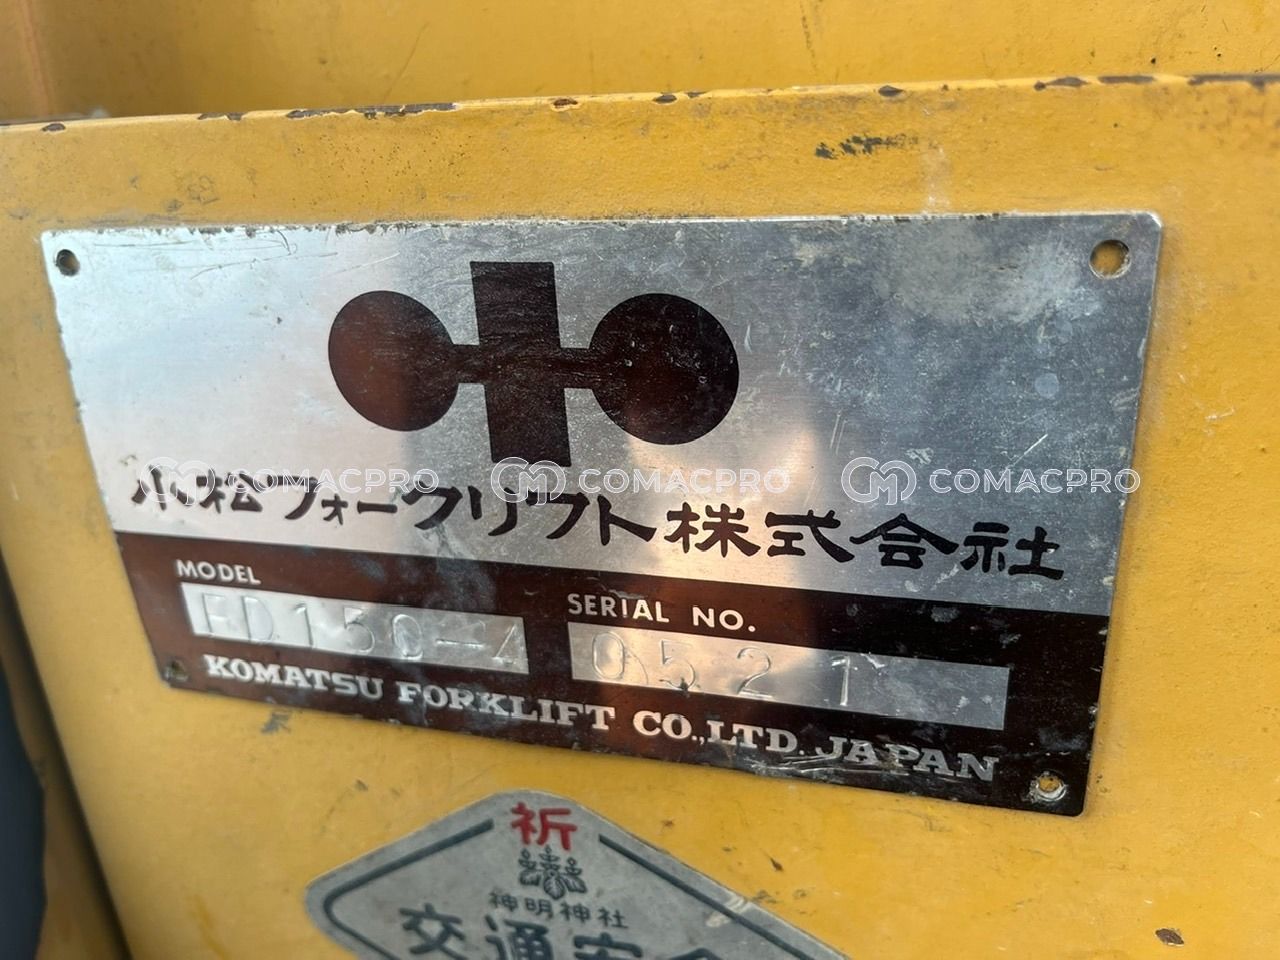 小松フォークリフト株式会社
COMACPRO COMACPRO COMACPRO
MODEL SERIAL NO.
FD150-4 0521
KOMATSU FORKLIFT CO.,LTD. JAPAN
祈
神明神社
交通安全